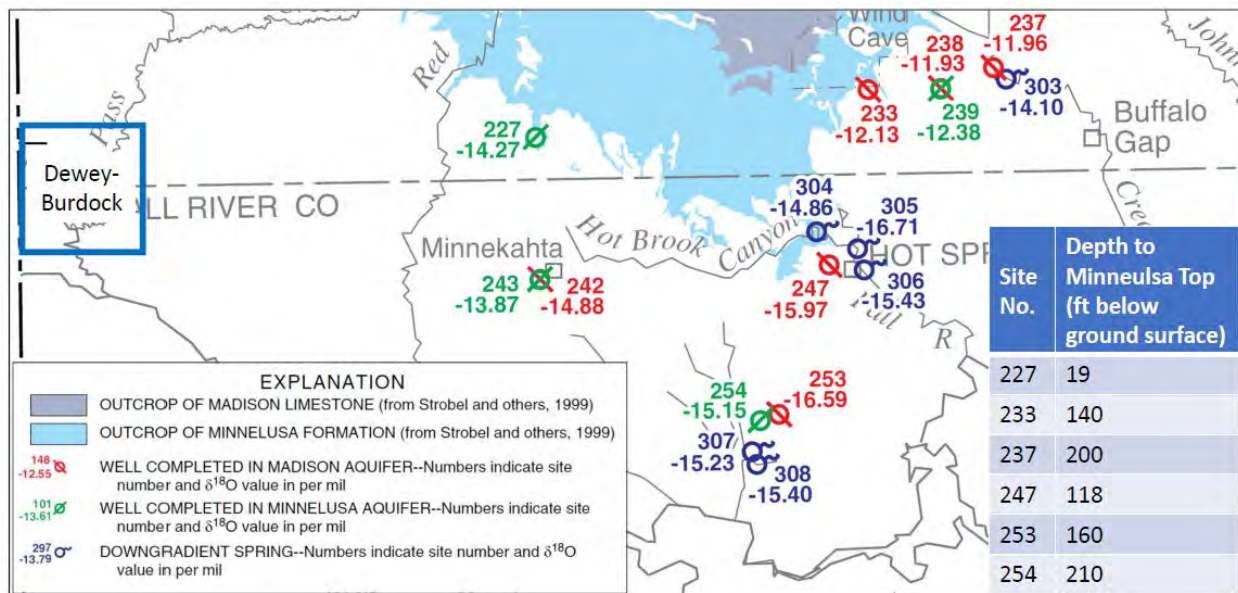 Wind
Cave
237
-11.96
238
-11.93
303
-14.10
233
-12.13
239
-12.38
Buffalo
Gap
Red
Pass
227
-14.27
Dewey-
Burdock
LL RIVER CO
304
-14.86
305
-16.71
Hot Brook
Canyon
HOT SPR
Minnekahta
243
-13.87
242
-14.88
247
-15.97
306
-15.43
Fall
R
Cree
John
254
-15.15
253
-16.59
307
-15.23
308
-15.40
EXPLANATION
OUTCROP OF MADISON LIMESTONE (from Strobel and others, 1999)
OUTCROP OF MINNELUSA FORMATION (from Strobel and others, 1999)
148
-12.55
WELL COMPLETED IN MADISON AQUIFER--Numbers indicate site
number and δ18O value in per mil
101
-13.61
WELL COMPLETED IN MINNELUSA AQUIFER--Numbers indicate site
number and δ18O value in per mil
297
-13.79
DOWNGRADIENT SPRING--Numbers indicate site number and δ18O
value in per mil
Site
No.
Depth to
Minneulsa Top
(ft below
ground surface)
227 19
233 140
237 200
247 118
253 160
254 210